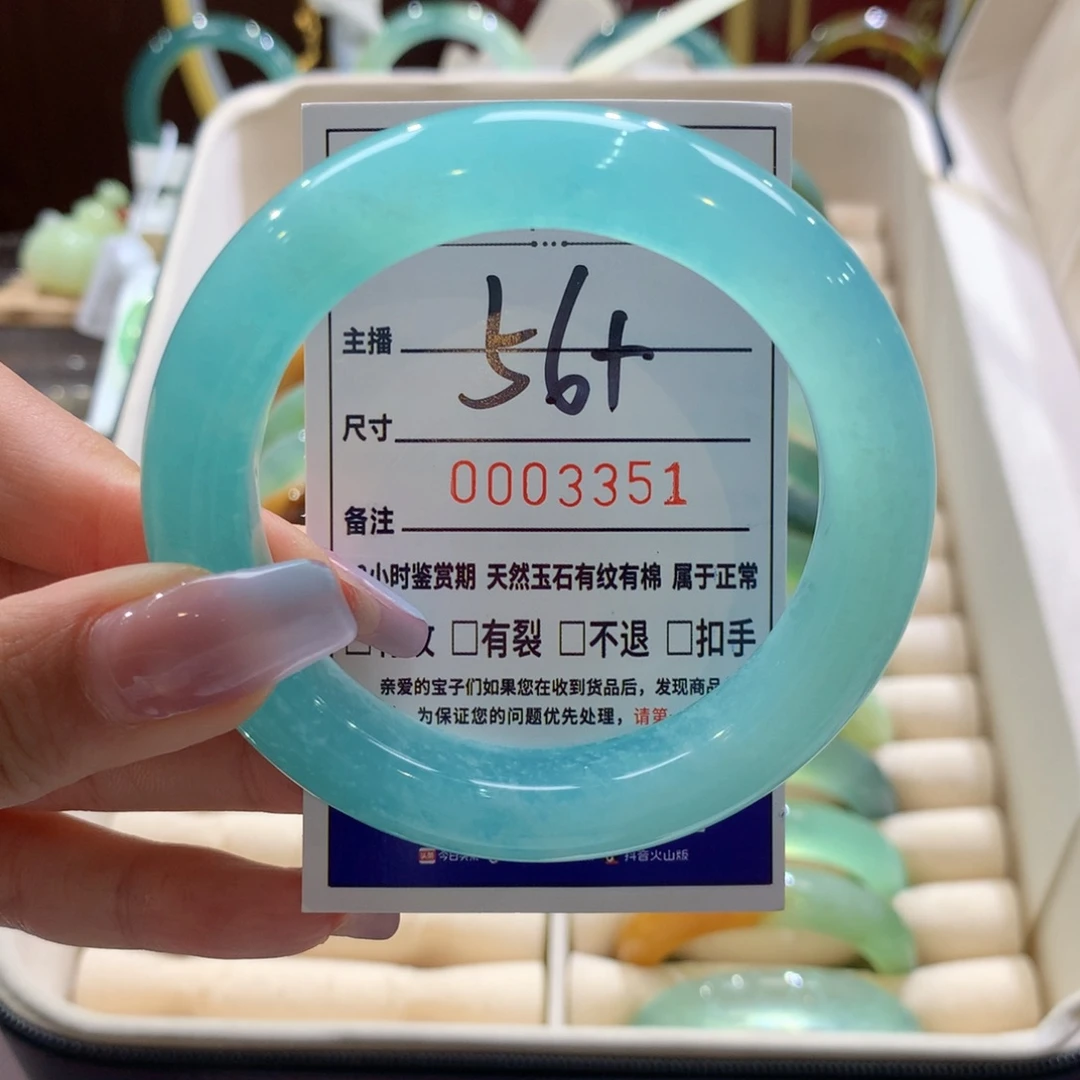 56+
主播
尺寸
0003351
备注
小时鉴赏期 天然玉石有纹有棉 属于正常
□有裂 □不退 □扣手
亲爱的宝子们如果您在收到货品后，发现商品
为保证您的问题优先处理，请第
抖音火山版